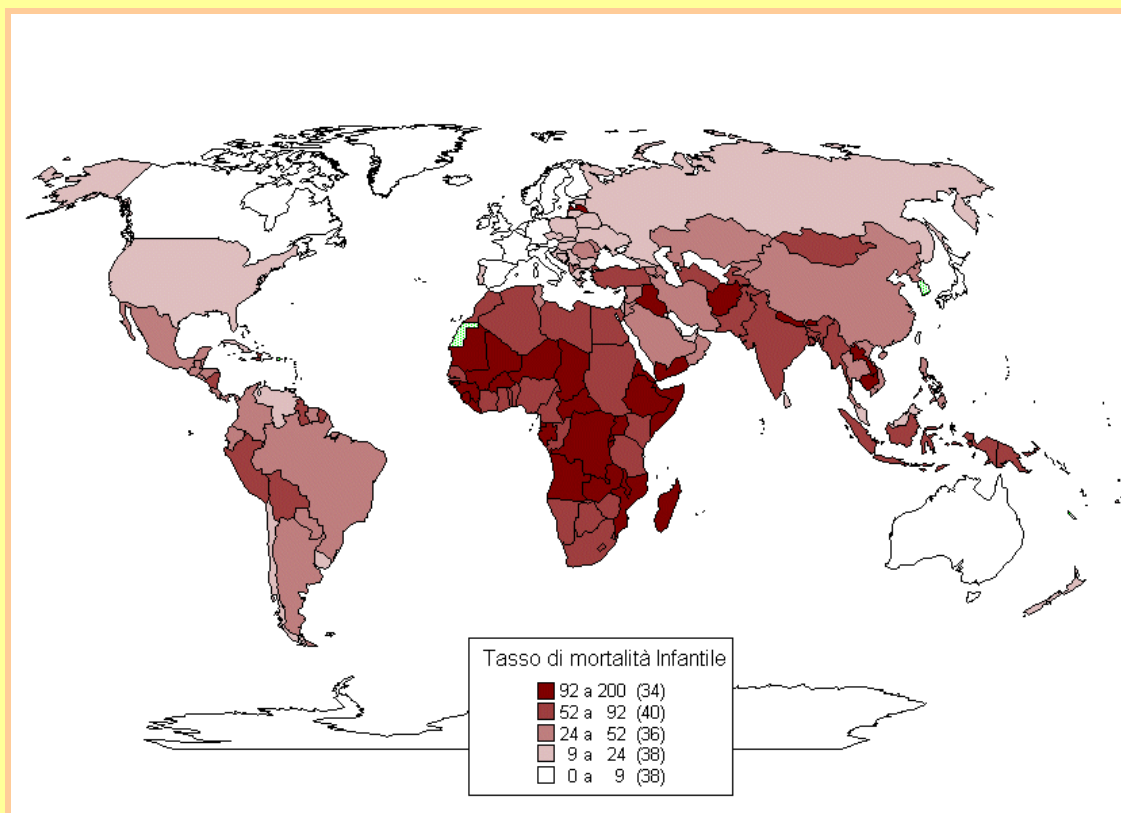 Tasso di mortalità Infantile
92 a 200 (34)
52 a 92 (40)
24 a 52 (36)
9 a 24 (38)
0 a 9 (38)